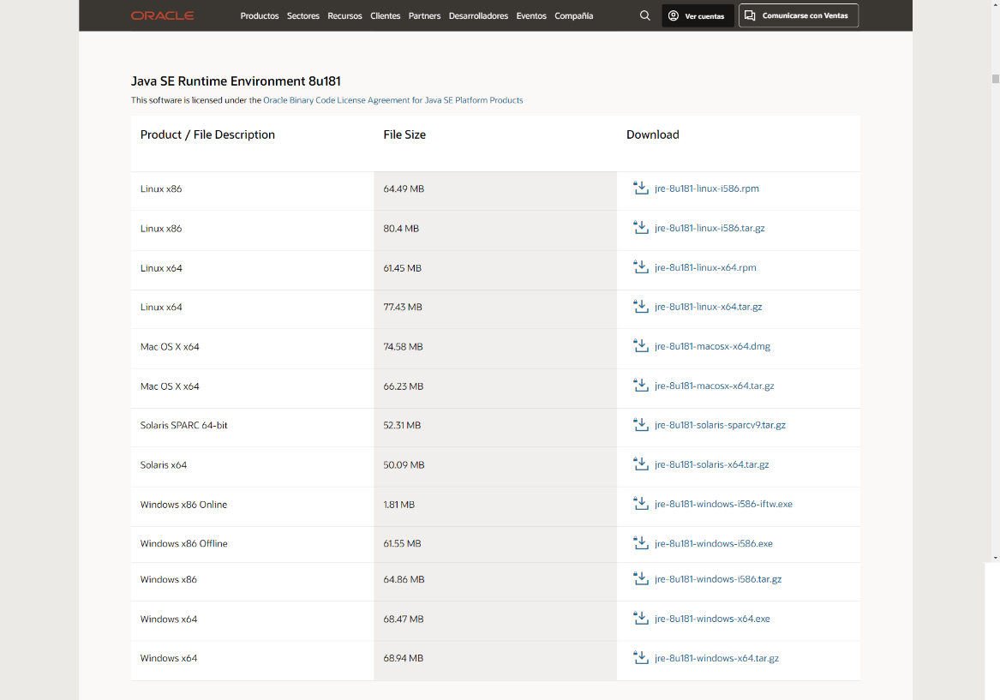 ORACLE Productos Sectores Recursos Clientes Partners Desarrolladores Eventos Compañía Ver cuentas Comunicarse con Ventas
Java SE Runtime Environment 8u181
This software is licensed under the Oracle Binary Code License Agreement for Java SE Platform Products
Product / File Description File Size Download
Linux x86 64.49 MB jre-8u181-linux-i586.rpm
Linux x86 80.4 MB jre-8u181-linux-i586.tar.gz
Linux x64 61.45 MB jre-8u181-linux-x64.rpm
Linux x64 77.43 MB jre-8u181-linux-x64.tar.gz
Mac OS X x64 74.58 MB jre-8u181-macosx-x64.dmg
Mac OS X x64 66.23 MB jre-8u181-macosx-x64.tar.gz
Solaris SPARC 64-bit 52.31 MB jre-8u181-solaris-sparcv9.tar.gz
Solaris x64 50.09 MB jre-8u181-solaris-x64.tar.gz
Windows x86 Online 1.81 MB jre-8u181-windows-i586-iftw.exe
Windows x86 Offline 61.55 MB jre-8u181-windows-i586.exe
Windows x86 64.86 MB jre-8u181-windows-i586.tar.gz
Windows x64 68.47 MB jre-8u181-windows-x64.exe
Windows x64 68.94 MB jre-8u181-windows-x64.tar.gz